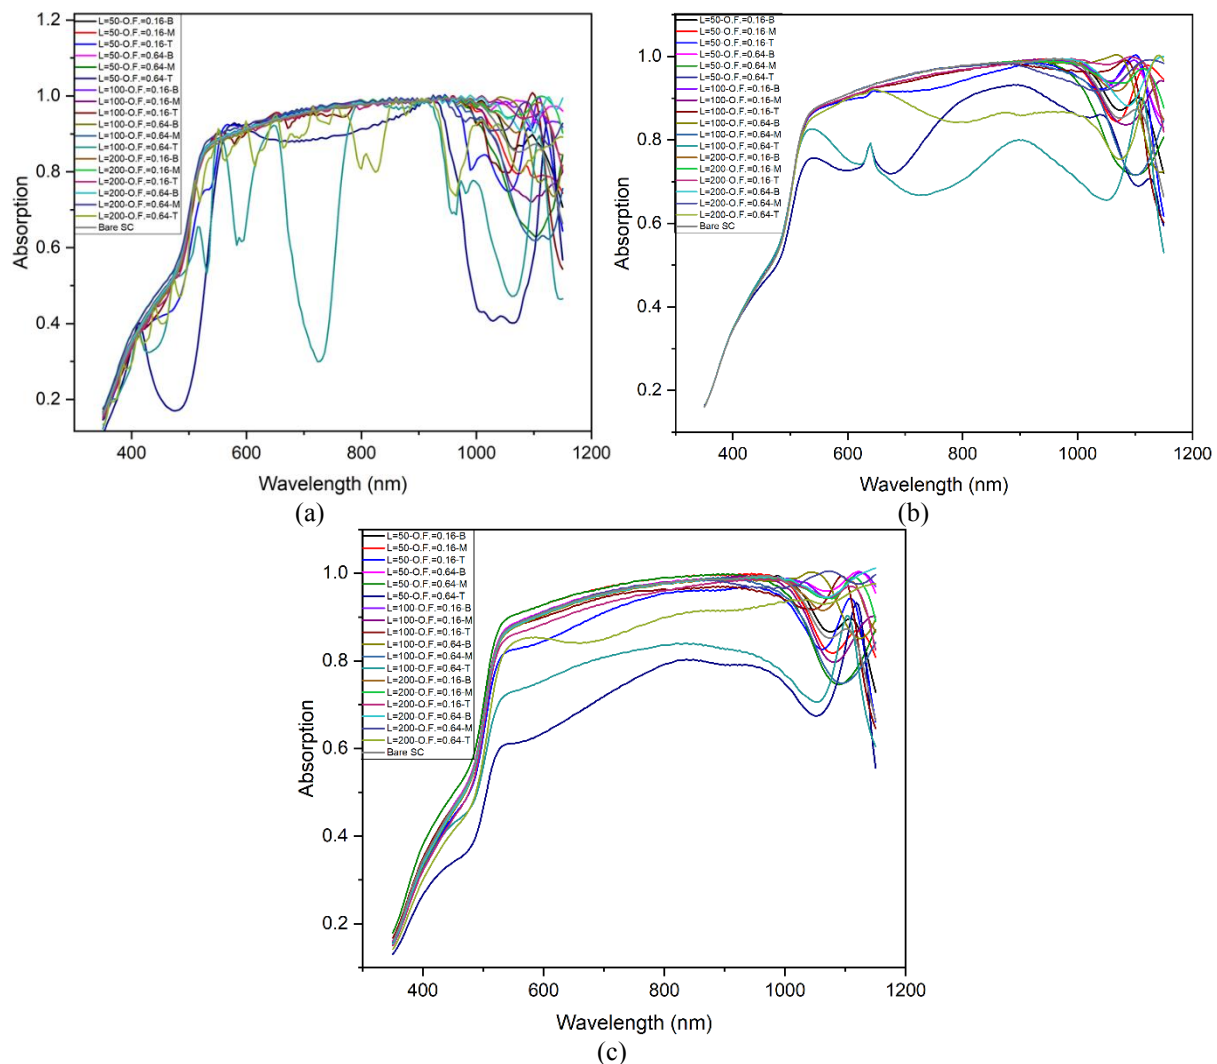 1.2
1.0
0.8
0.6
0.4
0.2
Absorption
L=50-O.F.=0.16-B
L=50-O.F.=0.16-M
L=50-O.F.=0.16-T
L=50-O.F.=0.64-B
L=50-O.F.=0.64-M
L=50-O.F.=0.64-T
L=100-O.F.=0.16-B
L=100-O.F.=0.16-M
L=100-O.F.=0.16-T
L=100-O.F.=0.64-B
L=100-O.F.=0.64-M
L=100-O.F.=0.64-T
L=200-O.F.=0.16-B
L=200-O.F.=0.16-M
L=200-O.F.=0.16-T
L=200-O.F.=0.64-B
L=200-O.F.=0.64-M
L=200-O.F.=0.64-T
Bare SC
400 600 800 1000 1200
Wavelength (nm)
(a)
1.0
0.8
0.6
0.4
0.2
Absorption
L=50-O.F.=0.16-B
L=50-O.F.=0.16-M
L=50-O.F.=0.16-T
L=50-O.F.=0.64-B
L=50-O.F.=0.64-M
L=50-O.F.=0.64-T
L=100-O.F.=0.16-B
L=100-O.F.=0.16-M
L=100-O.F.=0.16-T
L=100-O.F.=0.64-B
L=100-O.F.=0.64-M
L=100-O.F.=0.64-T
L=200-O.F.=0.16-B
L=200-O.F.=0.16-M
L=200-O.F.=0.16-T
L=200-O.F.=0.64-B
L=200-O.F.=0.64-M
L=200-O.F.=0.64-T
Bare SC
400 600 800 1000 1200
Wavelength (nm)
(b)
1.0
0.8
0.6
0.4
0.2
Absorption
L=50-O.F.=0.16-B
L=50-O.F.=0.16-M
L=50-O.F.=0.16-T
L=50-O.F.=0.64-B
L=50-O.F.=0.64-M
L=50-O.F.=0.64-T
L=100-O.F.=0.16-B
L=100-O.F.=0.16-M
L=100-O.F.=0.16-T
L=100-O.F.=0.64-B
L=100-O.F.=0.64-M
L=100-O.F.=0.64-T
L=200-O.F.=0.16-B
L=200-O.F.=0.16-M
L=200-O.F.=0.16-T
L=200-O.F.=0.64-B
L=200-O.F.=0.64-M
L=200-O.F.=0.64-T
Bare SC
400 600 800 1000 1200
Wavelength (nm)
(c)